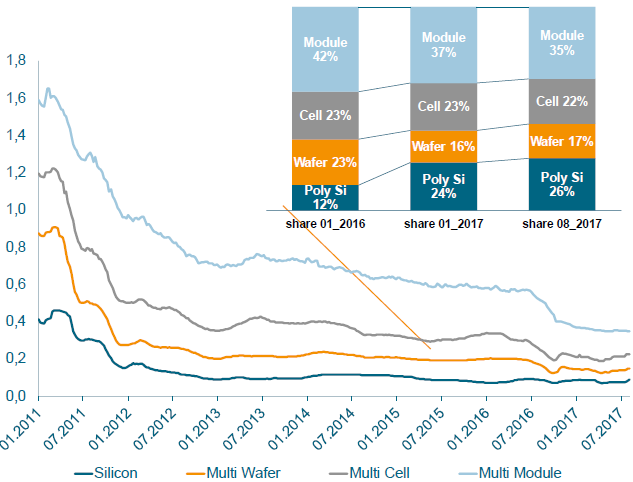 Module
42%
Module
37%
Module
35%
Cell 23%
Cell 23%
Cell 22%
Wafer 23%
Wafer 16%
Wafer 17%
Poly Si
12%
Poly Si
24%
Poly Si
26%
share 01_2016
share 01_2017
share 08_2017
1,8
1,6
1,4
1,2
1,0
0,8
0,6
0,4
0,2
0,0
01.2011
07.2011
01.2012
07.2012
01.2013
07.2013
01.2014
07.2014
01.2015
07.2015
01.2016
07.2016
01.2017
07.2017
Silicon
Multi Wafer
Multi Cell
Multi Module